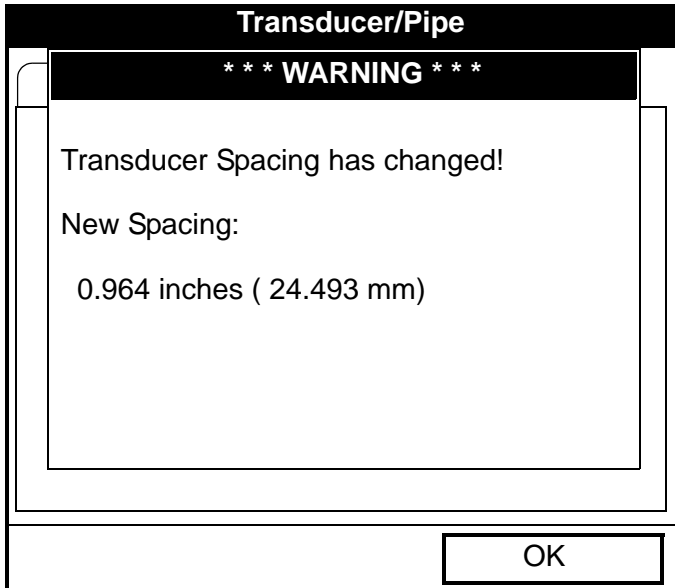 Transducer/Pipe
* * * WARNING * * *
Transducer Spacing has changed!
New Spacing:
0.964 inches ( 24.493 mm)
OK